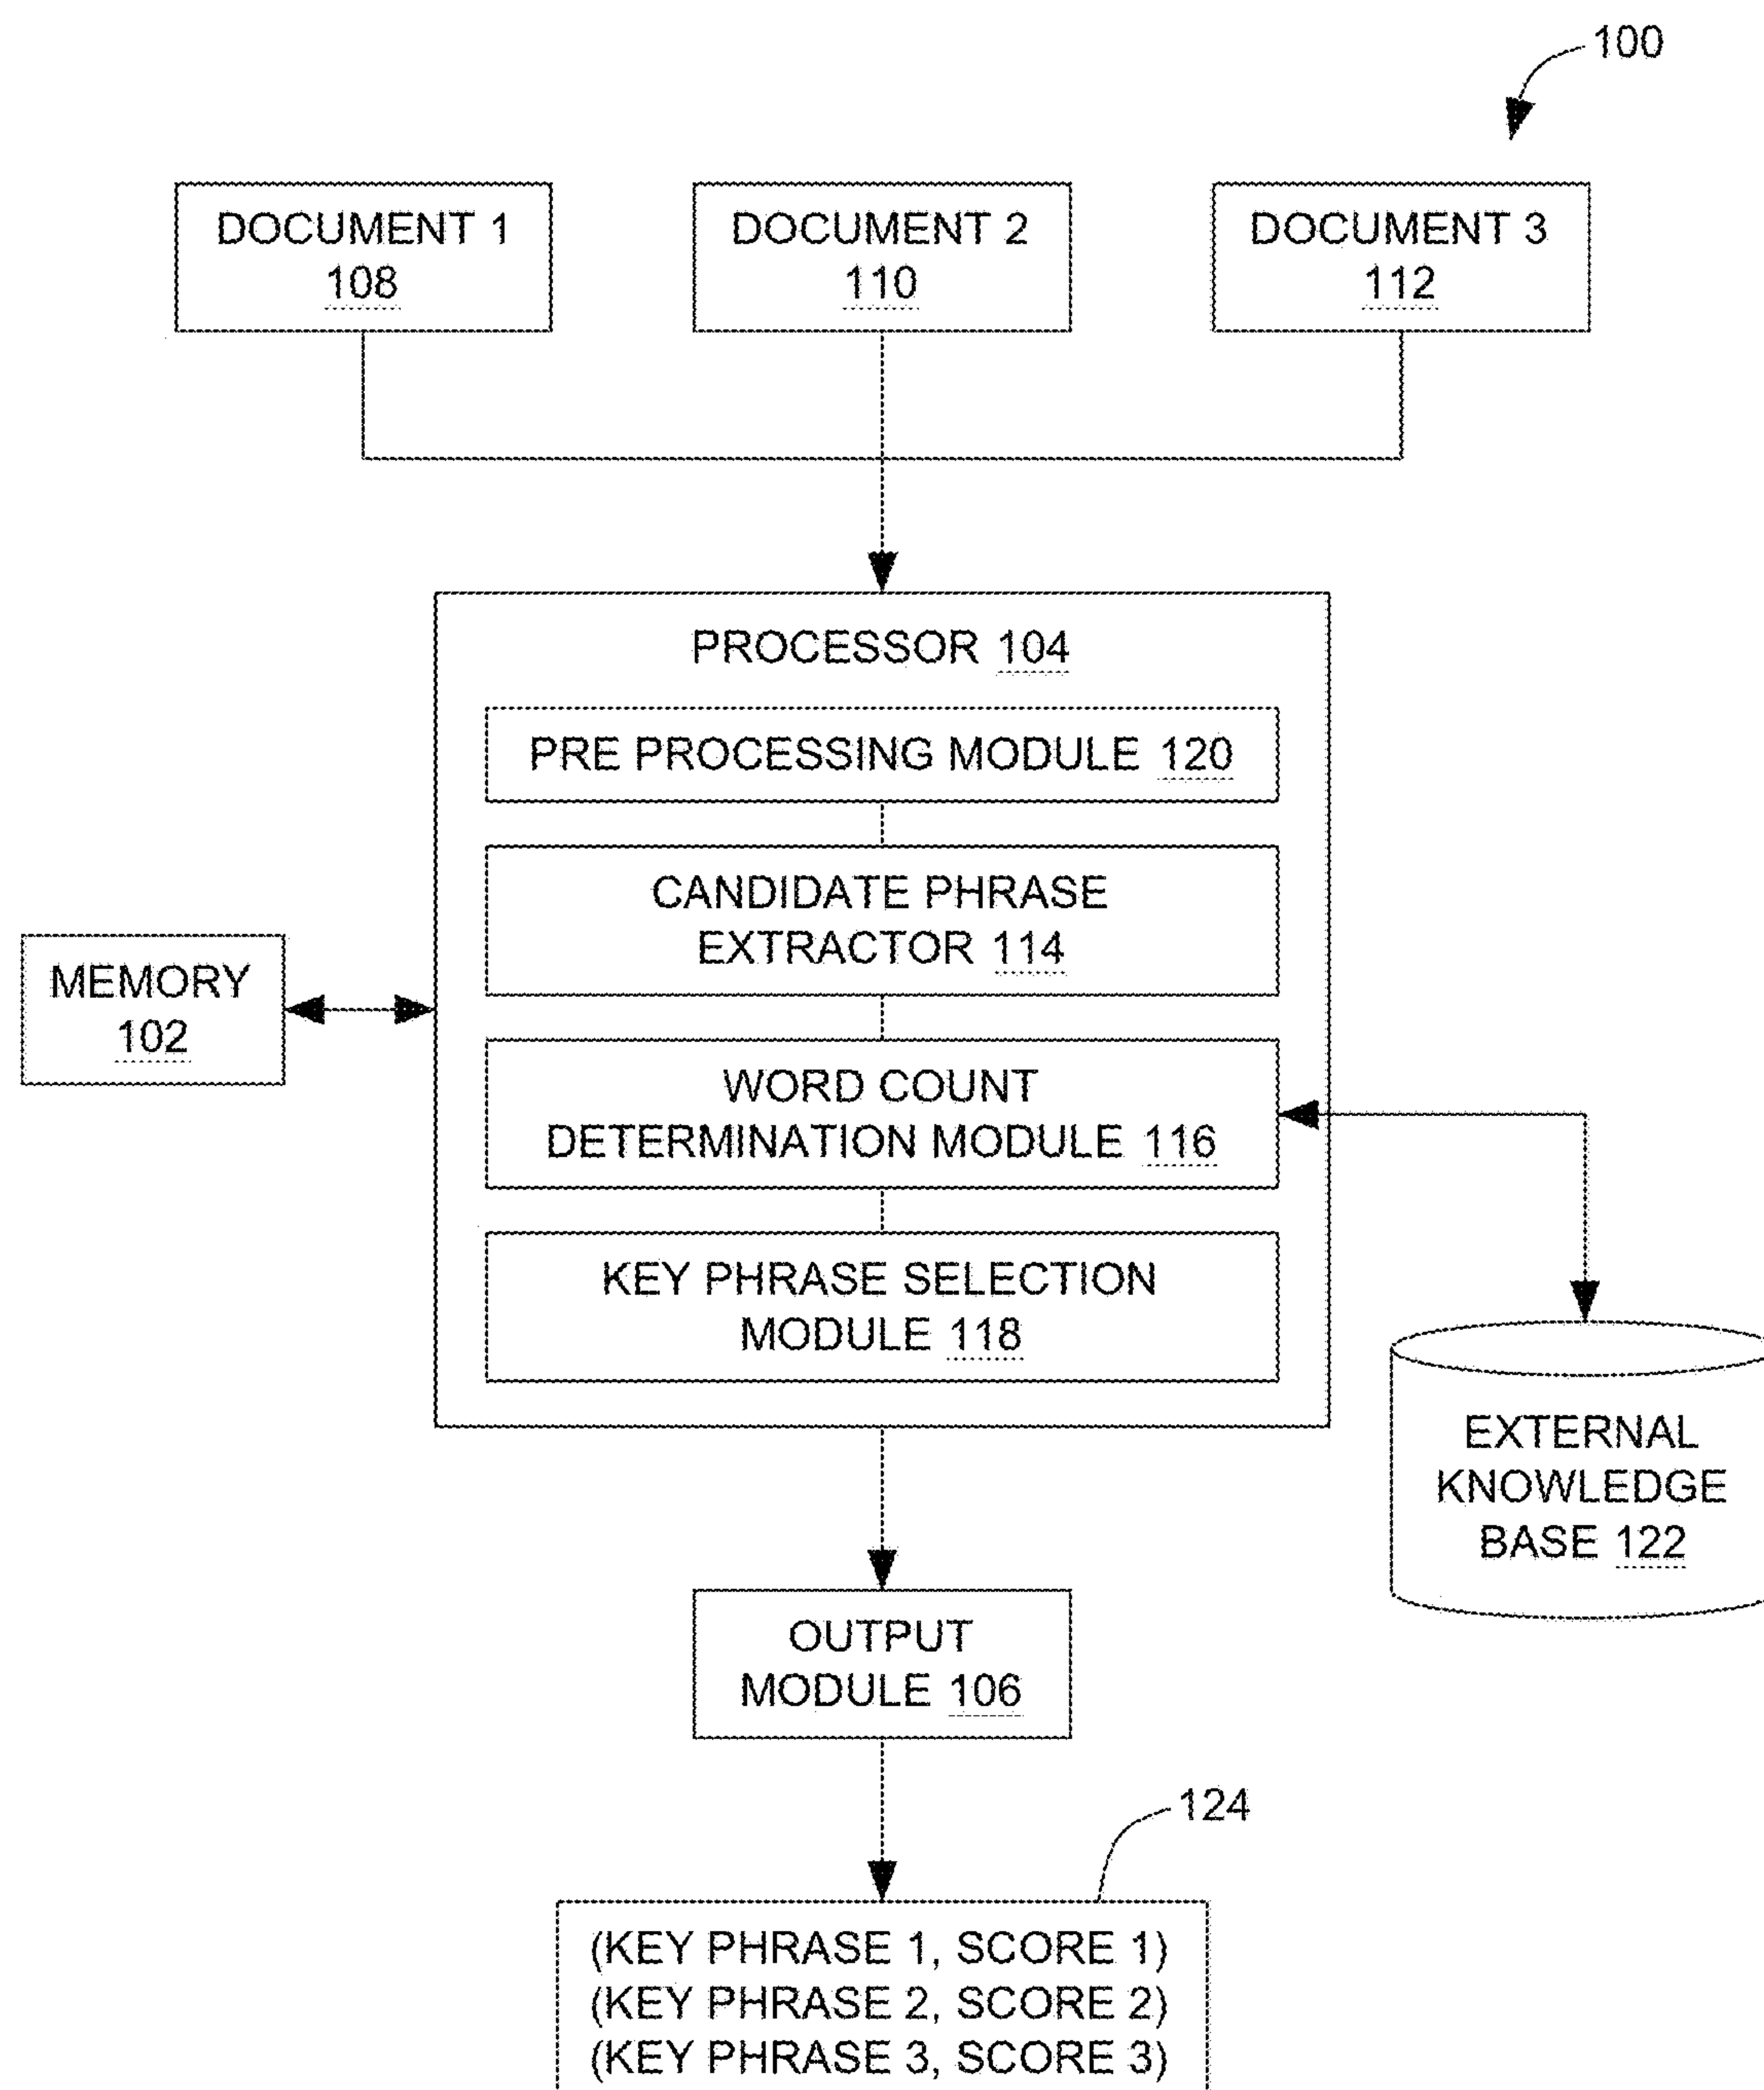 100
DOCUMENT 1
108
DOCUMENT 2
110
DOCUMENT 3
112
PROCESSOR 104
PRE PROCESSING MODULE 120
CANDIDATE PHRASE
EXTRACTOR 114
MEMORY
102
WORD COUNT
DETERMINATION MODULE 116
KEY PHRASE SELECTION
MODULE 118
EXTERNAL
KNOWLEDGE
BASE 122
OUTPUT
MODULE 106
124
(KEY PHRASE 1, SCORE 1)
(KEY PHRASE 2, SCORE 2)
(KEY PHRASE 3, SCORE 3)